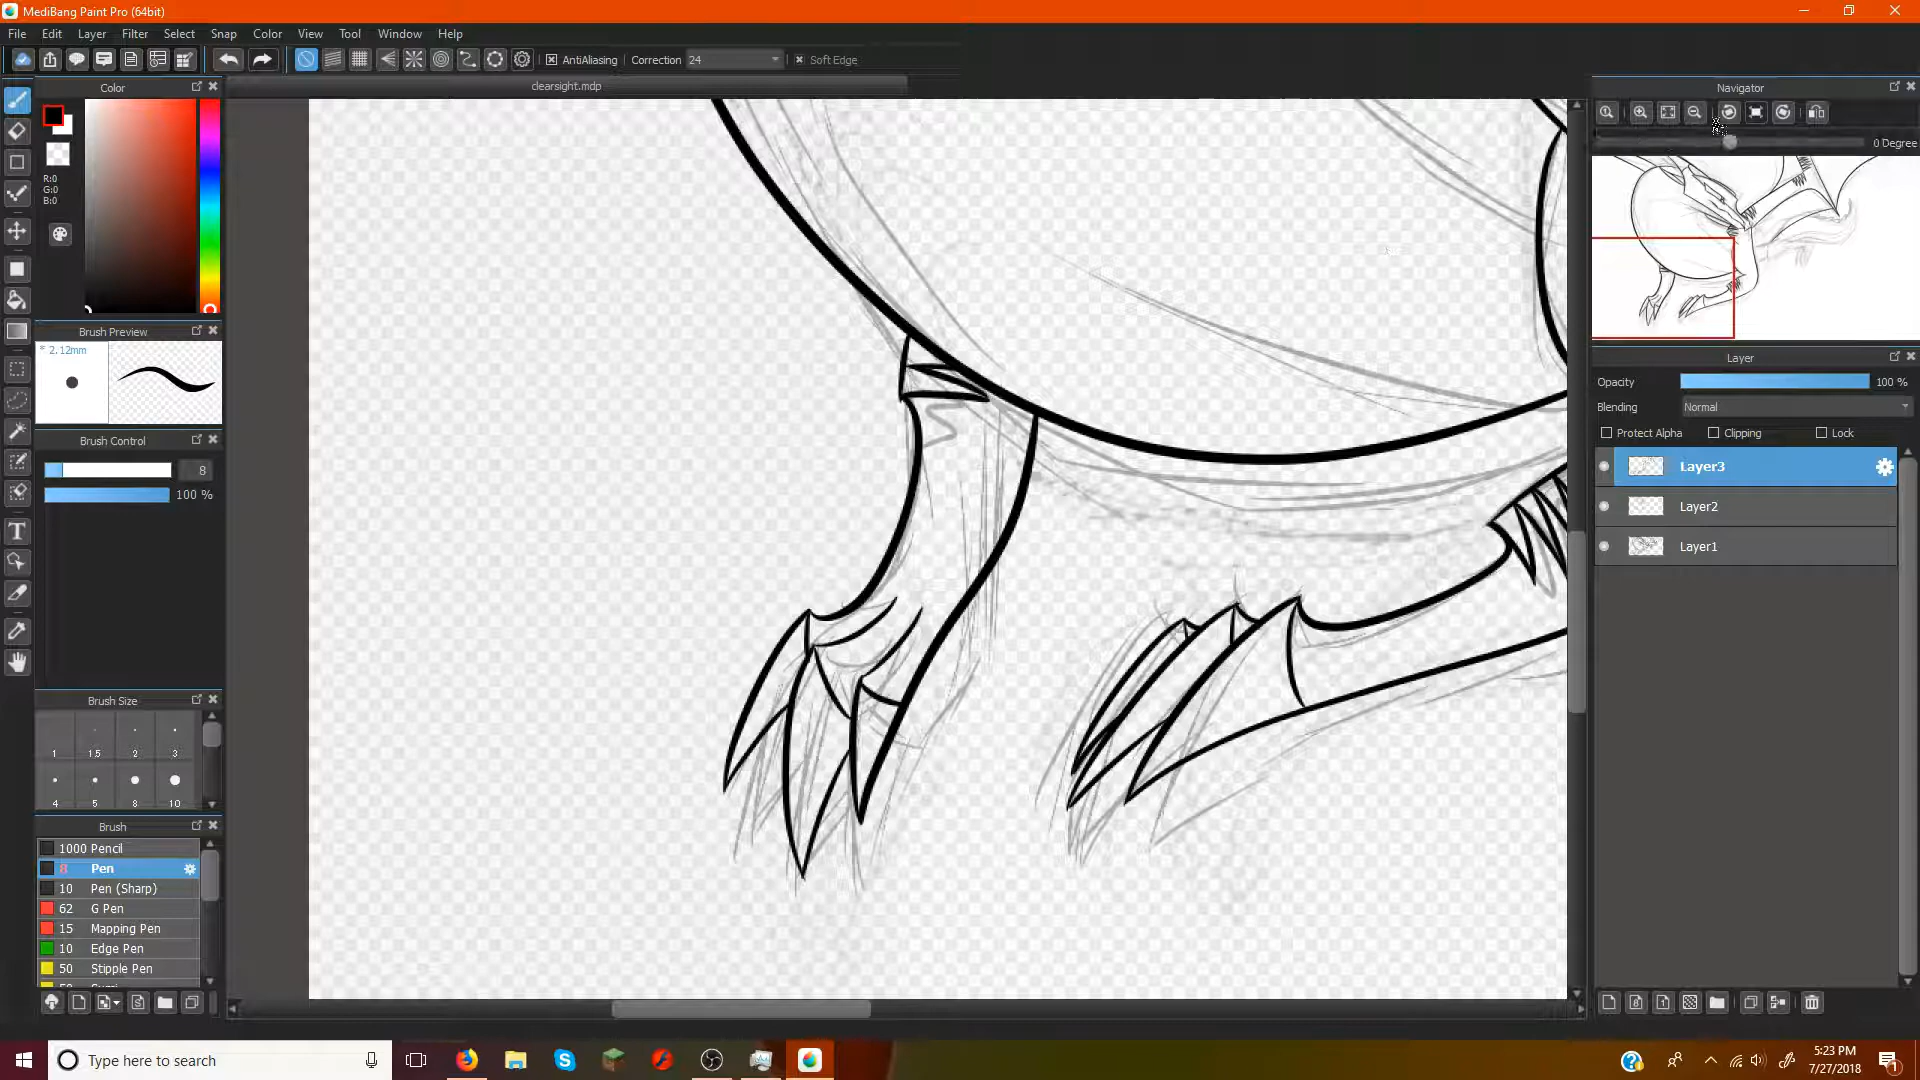 MediBang Paint Pro (64bit)
File Edit Layer Filter Select Snap Color View Tool Window Help
AntiAliasing Correction 24 Soft Edge
Color
clearsight.mdp
Navigator
0 Degree
R:0
G:0
B:0
Brush Preview
* 2.12mm
Brush Control
8
100 %
Layer
Opacity 100 %
Blending Normal
Protect Alpha Clipping Lock
Layer3
Layer2
Layer1
Brush Size
1 1.5 2 3
4 5 8 10
Brush
1000 Pencil
8 Pen
10 Pen (Sharp)
62 G Pen
15 Mapping Pen
10 Edge Pen
50 Stipple Pen
Type here to search
5:23 PM
7/27/2018
1